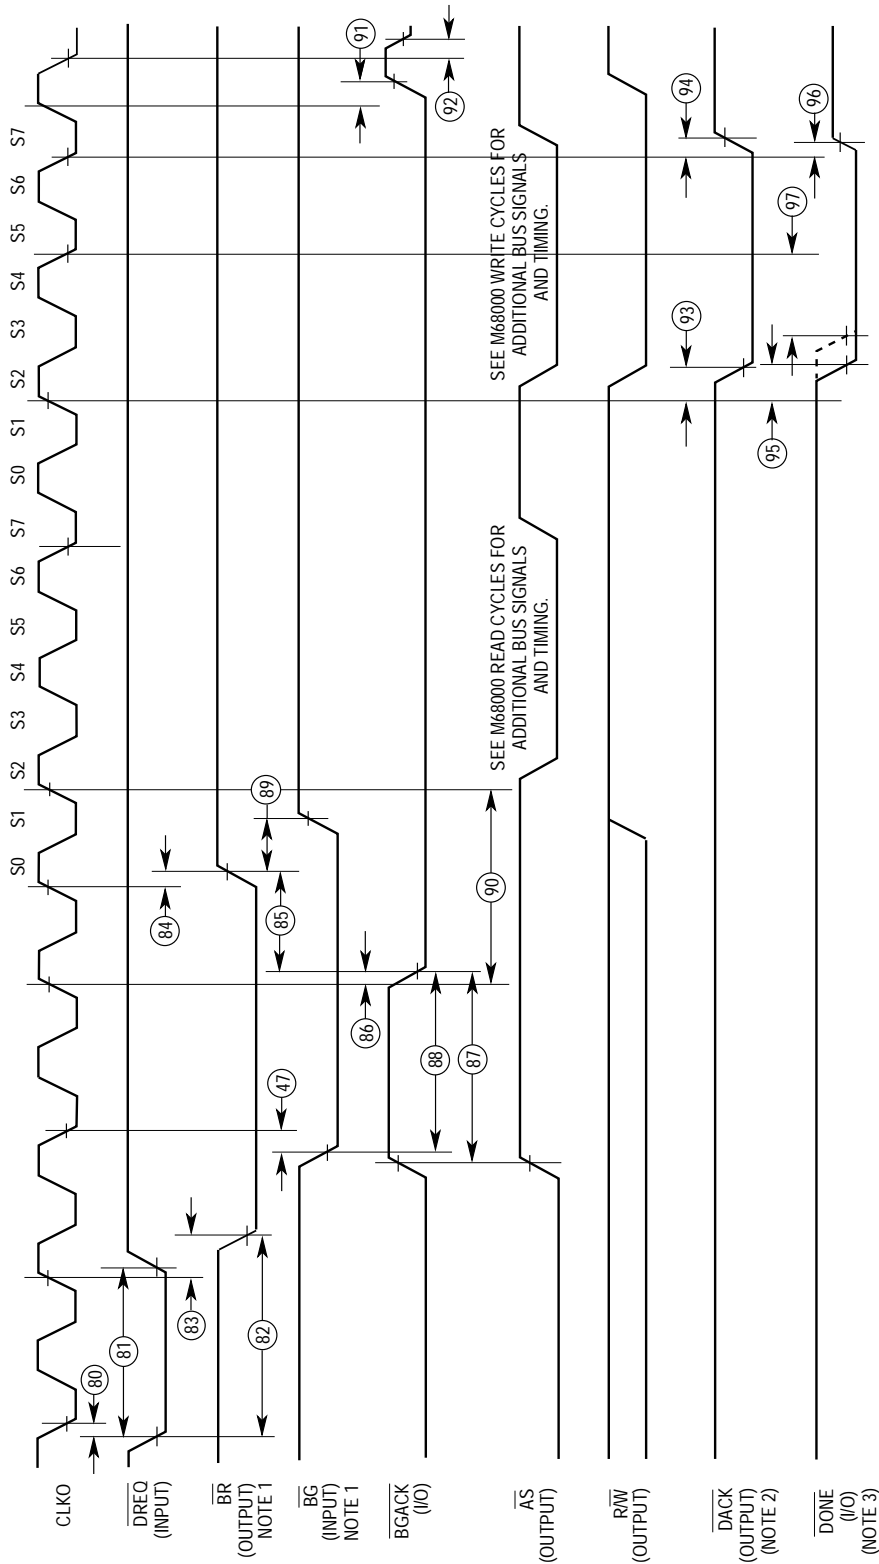 S0
S1
S2
S3
S4
S5
S6
S7
S0
S1
S2
S3
S4
S5
S6
S7
CLKO
80
DREQ
(INPUT)
81
83
84
BR
(OUTPUT)
NOTE 1
82
47
85
89
BG
(INPUT)
NOTE 1
86
91
BGACK
(I/O)
88
92
87
90
AS
(OUTPUT)
SEE M68000 READ CYCLES FOR
ADDITIONAL BUS SIGNALS
AND TIMING.
SEE M68000 WRITE CYCLES FOR
ADDITIONAL BUS SIGNALS
AND TIMING.
R/W
(OUTPUT)
93
94
DACK
(OUTPUT)
(NOTE 2)
95
97
96
DONE
(I/O)
(NOTE 3)